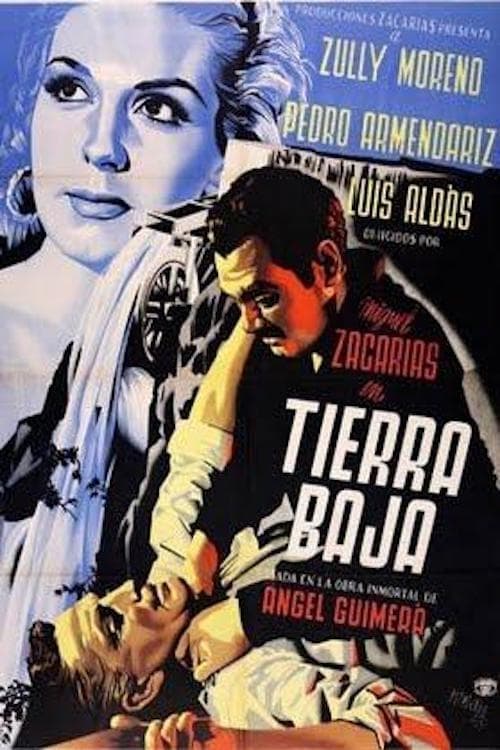 PRODUCCIONES ZACARIAS PRESENTA
A
ZULLY MORENO
PEDRO ARMENDARIZ
LUIS ALDÁS
DIRIGIDOS POR
Miguel
ZACARIAS
en
TIERRA
BAJA
SADA EN LA OBRA INMORTAL DE
ANGEL GUIMERÁ